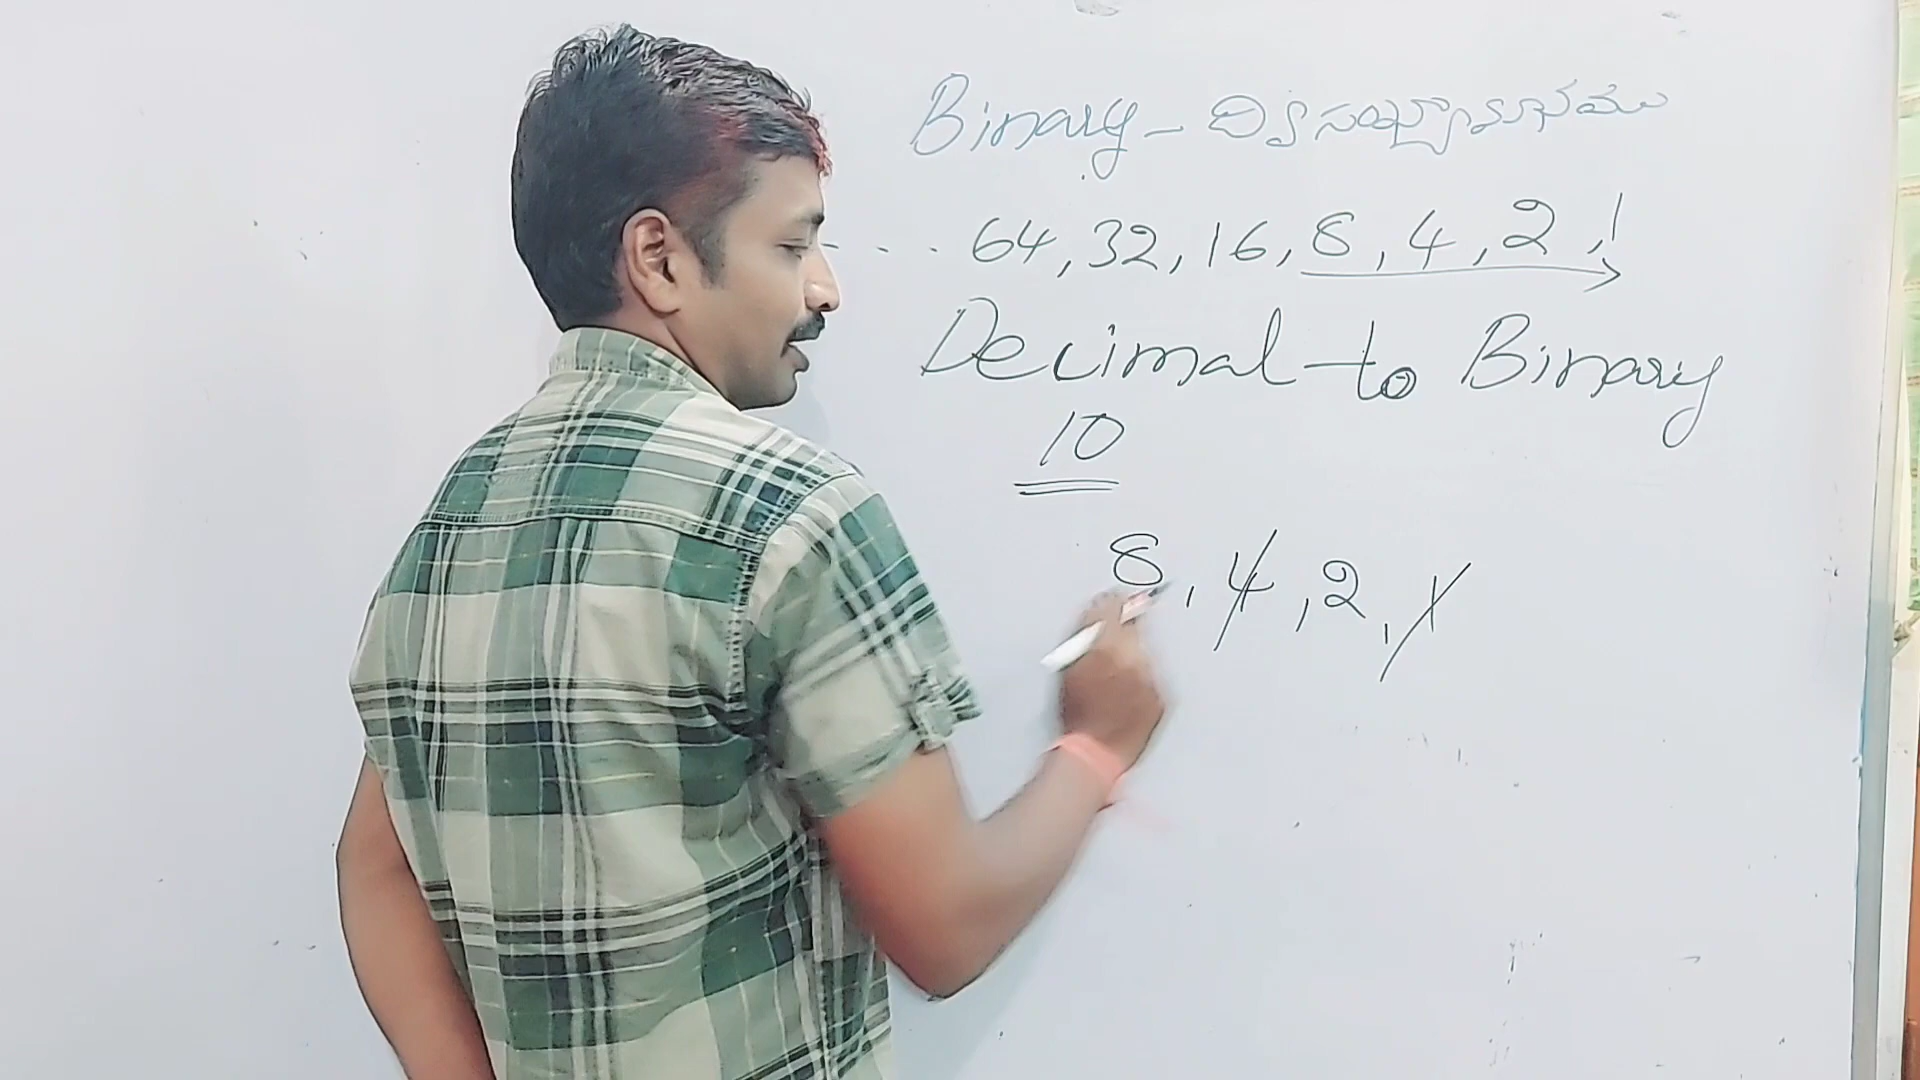 Binary - ద్విసంఖ్యామానము
- - - 64, 32, 16, 8, 4, 2, 1
Decimal to Binary
10
8, 4, 2, 1